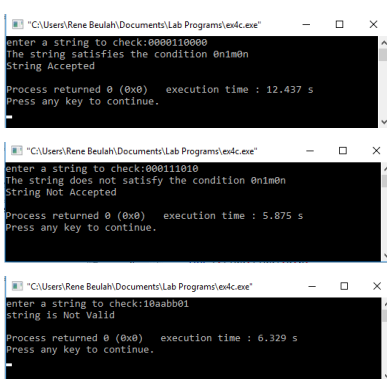 "C:\Users\Rene Beulah\Documents\Lab Programs\ex4c.exe"
enter a string to check:0000110000
The string satisfies the condition 0n1m0n
String Accepted
Process returned 0 (0x0)   execution time : 12.437 s
Press any key to continue.
"C:\Users\Rene Beulah\Documents\Lab Programs\ex4c.exe"
enter a string to check:000111010
The string does not satisfy the condition 0n1m0n
String Not Accepted
Process returned 0 (0x0)   execution time : 5.875 s
Press any key to continue.
"C:\Users\Rene Beulah\Documents\Lab Programs\ex4c.exe"
enter a string to check:10aabb01
string is Not Valid
Process returned 0 (0x0)   execution time : 6.329 s
Press any key to continue.